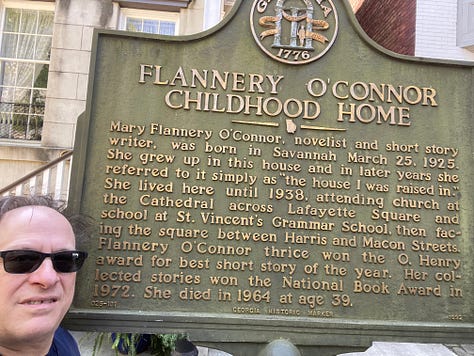 GEORGIA
1776
FLANNERY O'CONNOR
CHILDHOOD HOME
Mary Flannery O'Connor, novelist and short story
writer, was born in Savannah March 25, 1925.
She grew up in this house and in later years she
referred to it simply as "the house I was raised in."
She lived here until 1938, attending church at
the Cathedral across Lafayette Square and
school at St. Vincent's Grammar School, then fac-
ing the square between Harris and Macon Streets.
Flannery O'Connor thrice won the O. Henry
award for best short story of the year. Her col-
lected stories won the National Book Award in
1972. She died in 1964 at age 39.
GEORGIA HISTORIC MARKER